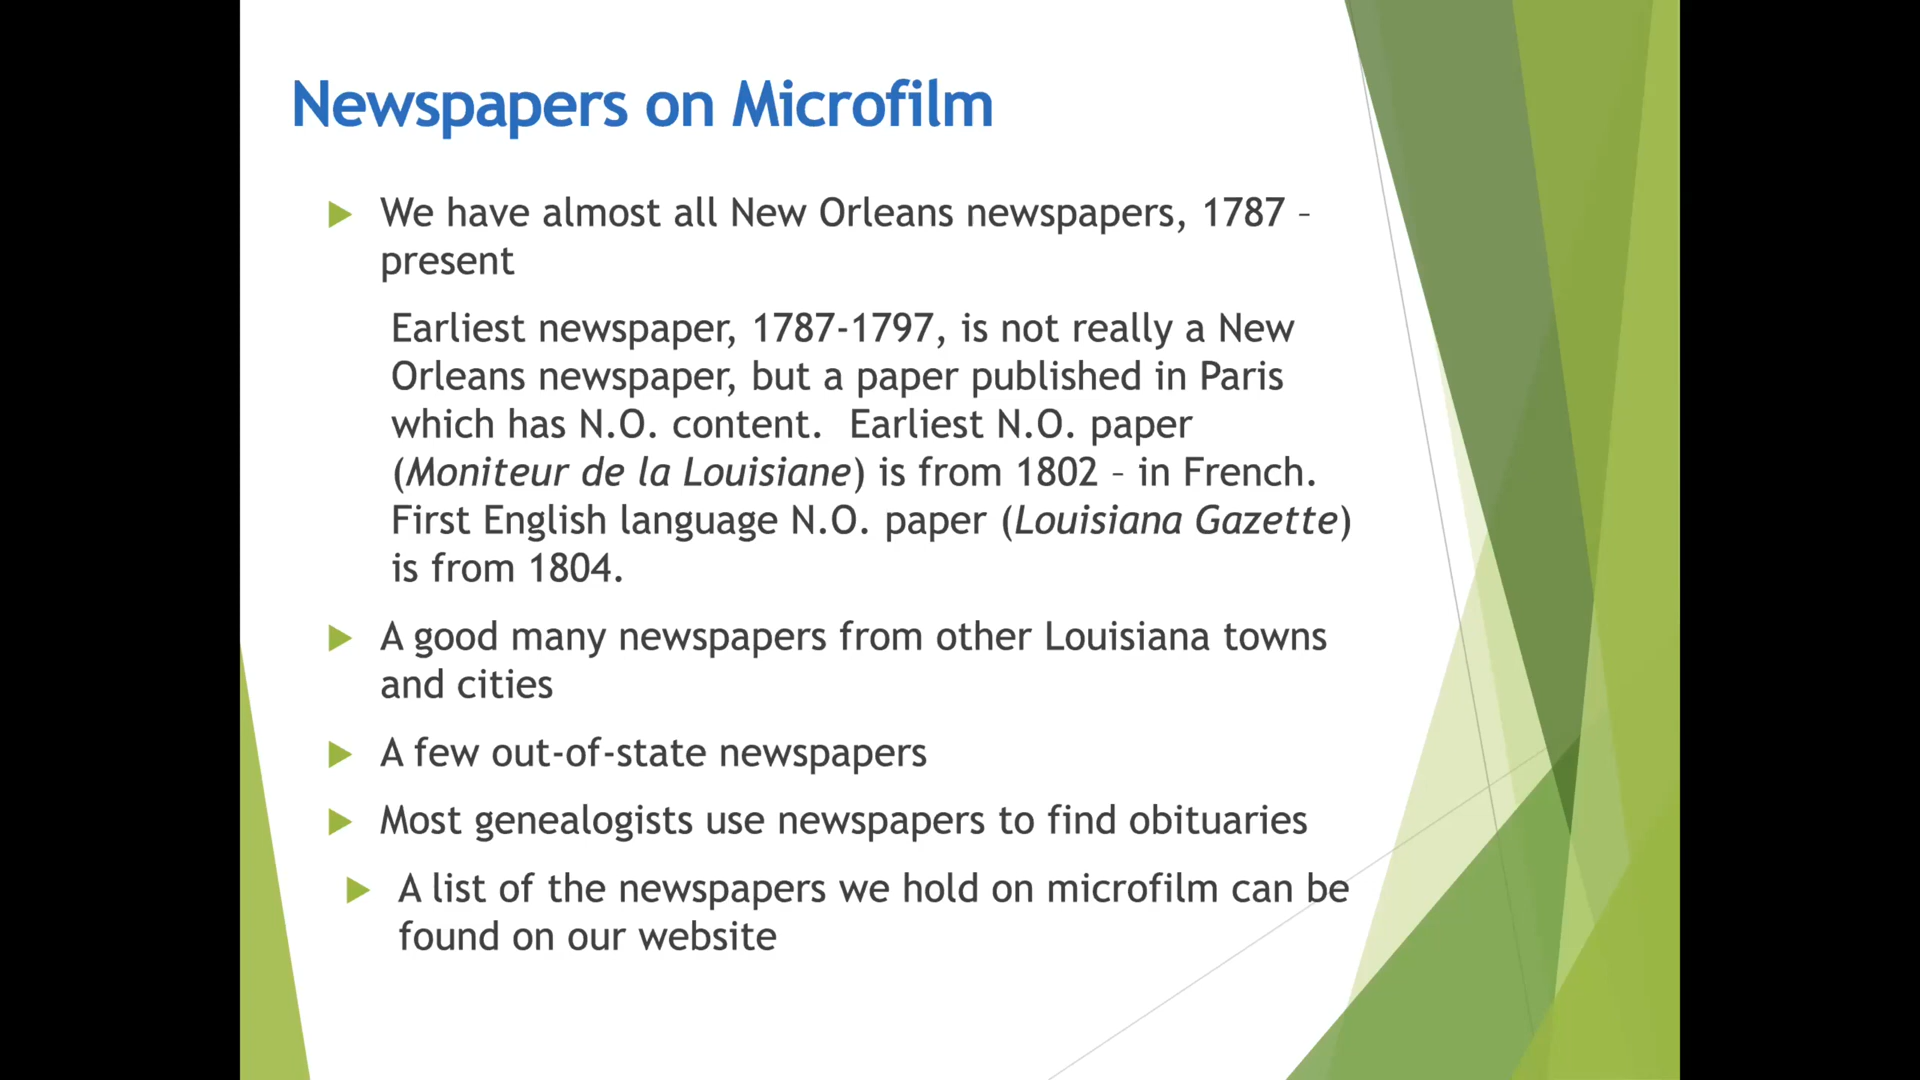 Newspapers on Microfilm
We have almost all New Orleans newspapers, 1787 –
present
Earliest newspaper, 1787-1797, is not really a New
Orleans newspaper, but a paper published in Paris
which has N.O. content.  Earliest N.O. paper
(Moniteur de la Louisiane) is from 1802 – in French.
First English language N.O. paper (Louisiana Gazette)
is from 1804.
A good many newspapers from other Louisiana towns
and cities
A few out-of-state newspapers
Most genealogists use newspapers to find obituaries
A list of the newspapers we hold on microfilm can be
found on our website